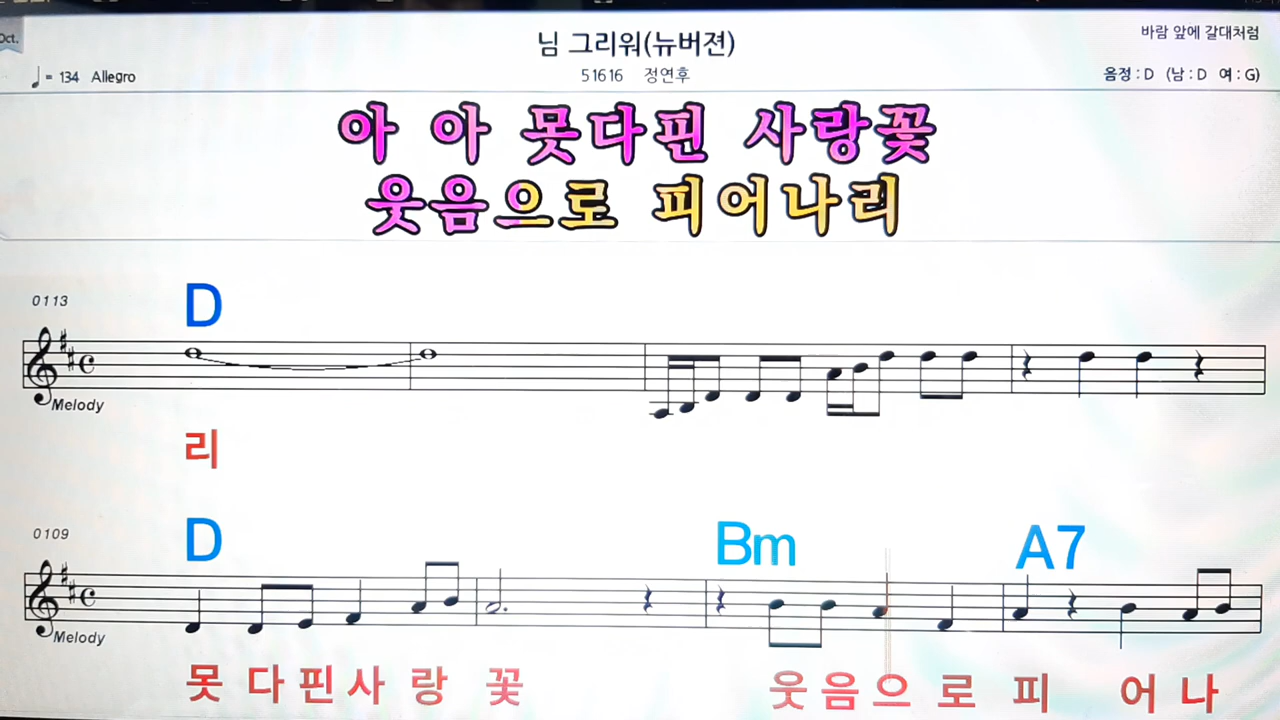 Oct.
님 그리워(뉴버젼)
바람 앞에 갈대처럼
= 134 Allegro
51616 정연후
음정 : D (남 : D 여 : G)
아 아 못다핀 사랑꽃
웃음으로 피어나리
0113
D
Melody
리
0109
D Bm A7
Melody
못 다핀사 랑 꽃 웃음으 로 피 어 나